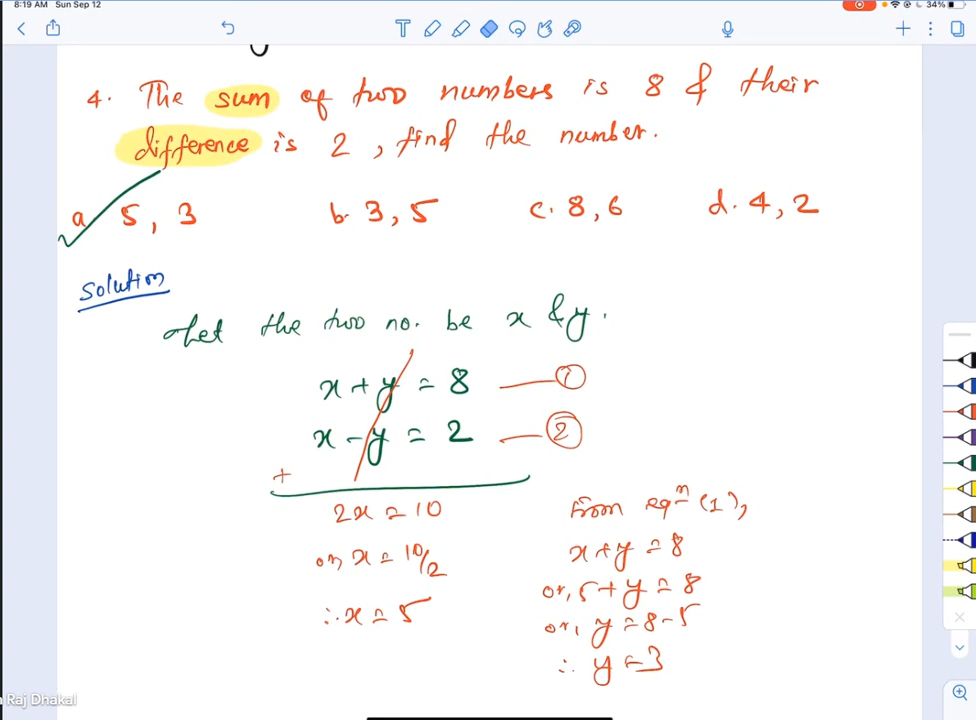 8:19 AM Sun Sep 12
34%
4. The sum of two numbers is 8 & their
difference is 2, find the number.
a 5, 3 b. 3, 5 c. 8, 6 d. 4, 2
Solution
Let the two no. be x & y.
x + y = 8 — ①
x - y = 2 — ②
+
2x = 10
or, x = 10/2
∴ x = 5
From eqⁿ (1),
x + y = 8
or, 5 + y = 8
or, y = 8 - 5
∴ y = 3
Raj Dhakal